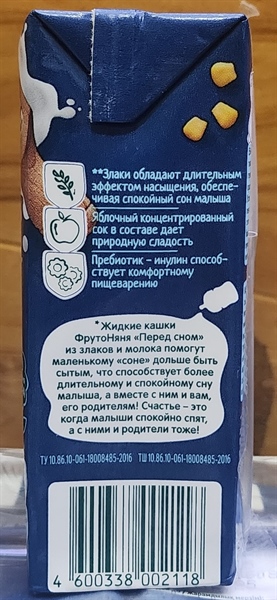 **Злаки обладают длительным
эффектом насыщения, обеспе-
чивая спокойный сон малыша
Яблочный концентрированный
сок в составе дает
природную сладость
Пребиотик – инулин способ-
ствует комфортному
пищеварению
*Жидкие кашки
ФрутоНяня «Перед сном»
из злаков и молока помогут
маленькому «соне» дольше быть
сытым, что способствует более
длительному и спокойному сну
малыша, а вместе с ним и вам,
его родителям! Счастье – это
когда малыши спокойно спят,
а с ними и родители тоже!
ТУ 10.86.10-061-18008485-2016 ТШ 10.86.10-061-18008485-2016
4 600338 002118